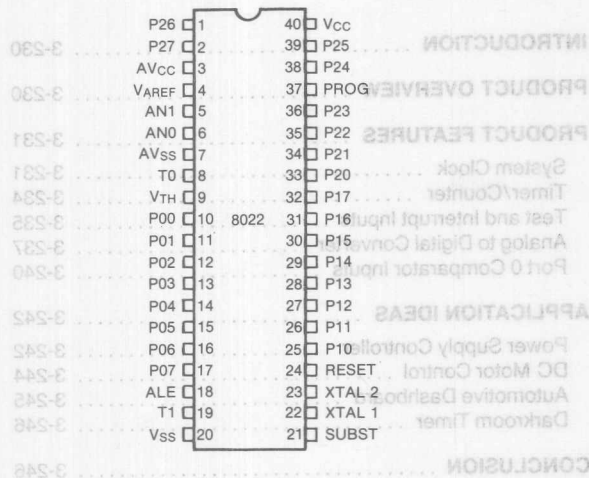 P26 1 40 VCC
P27 2 39 P25
INTRODUCTION 3-230
AVCC 3 38 P24
VAREF 4 37 PROG
PRODUCT OVERVIEW 3-230
AN1 5 36 P23
AN0 6 35 P22
PRODUCT FEATURES 3-231
AVSS 7 34 P21
System Clock 3-231
T0 8 33 P20
Timer/Counter 3-234
VTH 9 32 P17
Test and Interrupt Inputs 3-235
P00 10 8022 31 P16
P01 11 30 P15
Analog to Digital Converter 3-237
P02 12 29 P14
Port 0 Comparator Inputs 3-240
P03 13 28 P13
P04 14 27 P12
APPLICATION IDEAS 3-242
P05 15 26 P11
P06 16 25 P10
Power Supply Controller 3-242
P07 17 24 RESET
DC Motor Control 3-244
ALE 18 23 XTAL 2
Automotive Dashboard 3-245
T1 19 22 XTAL 1
Darkroom Timer 3-246
VSS 20 21 SUBST
CONCLUSION 3-246